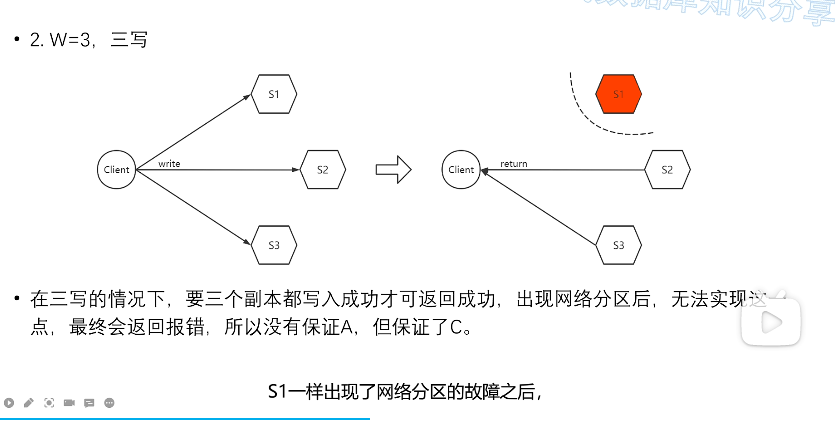 数据库知识分享
• 2. W=3，三写
S1
S1
Client
write
S2
Client
return
S2
S3
S3
• 在三写的情况下，要三个副本都写入成功才可返回成功，出现网络分区后，无法实现这一
点，最终会返回报错，所以没有保证A，但保证了C。
S1一样出现了网络分区的故障之后，